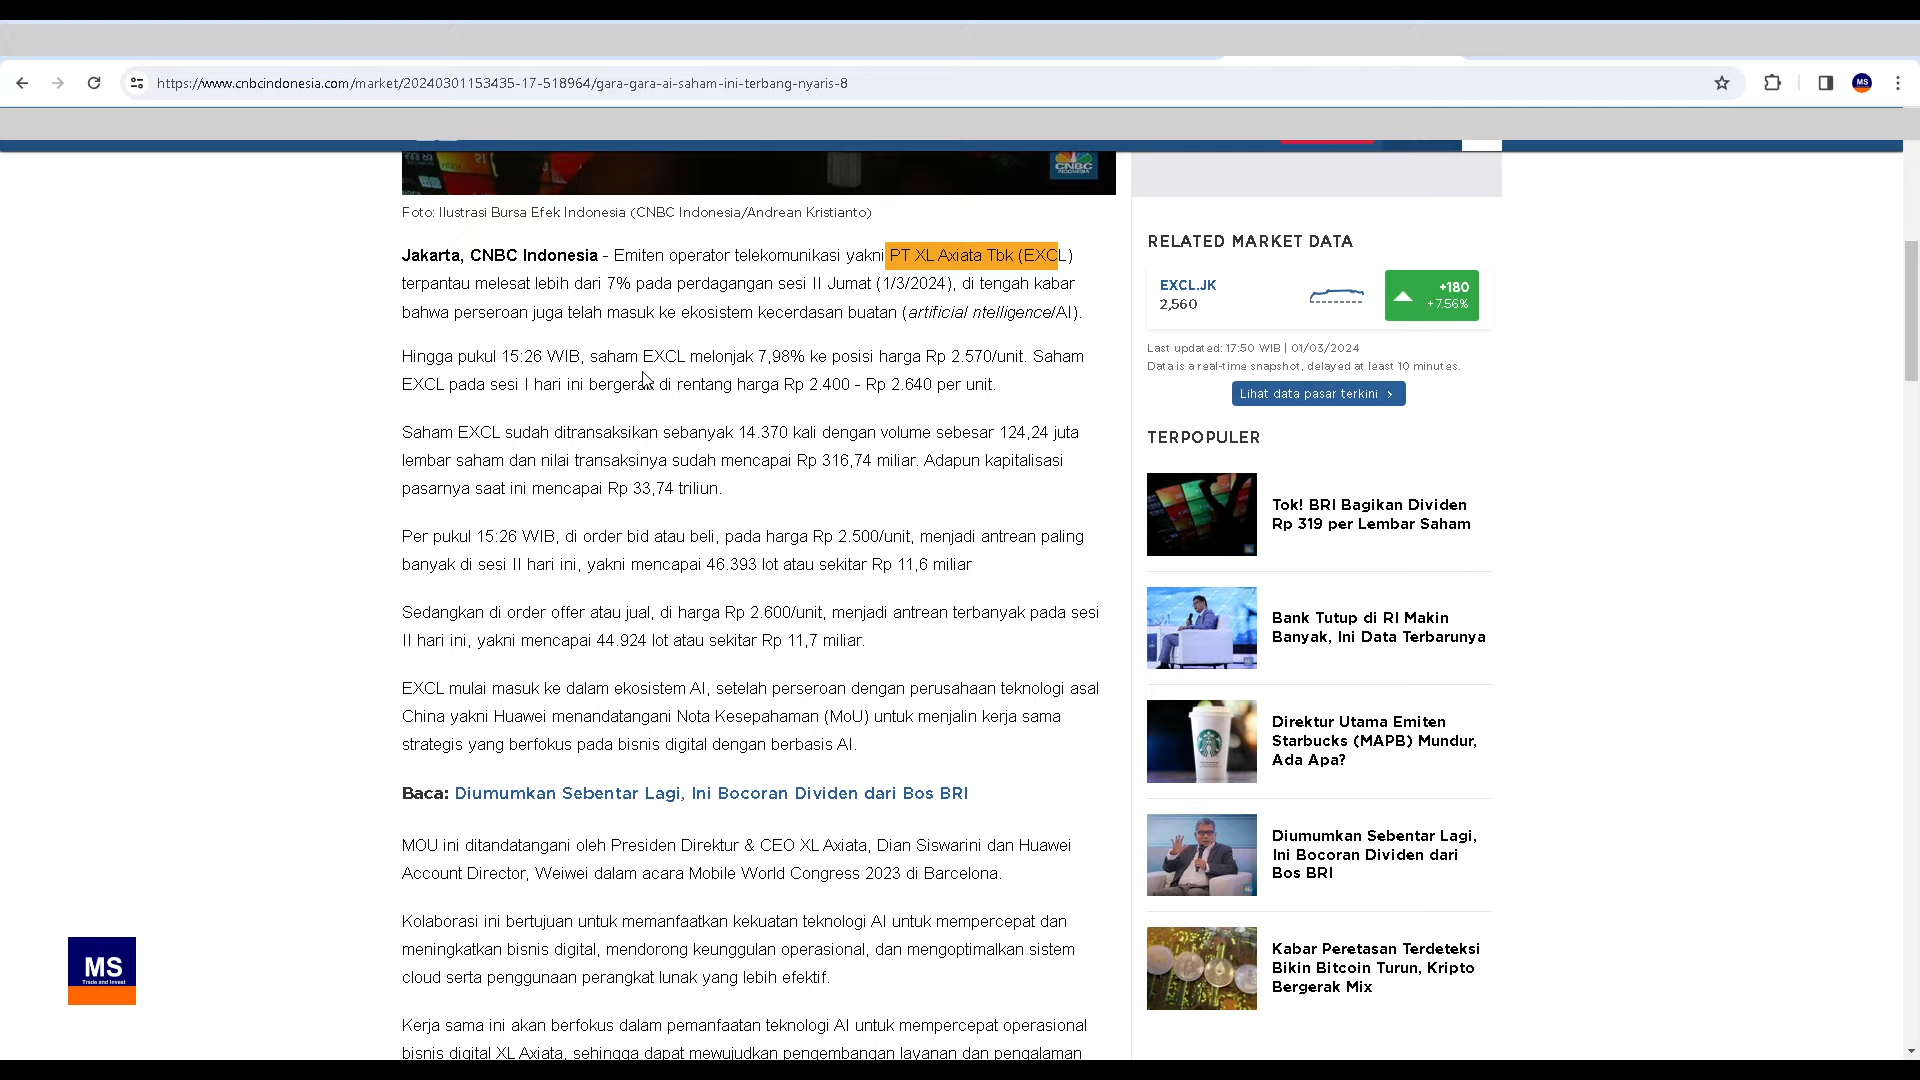 https://www.cnbcindonesia.com/market/20240301153435-17-518964/gara-gara-ai-saham-ini-terbang-nyaris-8
MS
CNBC
INDONESIA
Foto: Ilustrasi Bursa Efek Indonesia (CNBC Indonesia/Andrean Kristianto)
Jakarta, CNBC Indonesia - Emiten operator telekomunikasi yakni PT XL Axiata Tbk (EXCL)
terpantau melesat lebih dari 7% pada perdagangan sesi II Jumat (1/3/2024), di tengah kabar
bahwa perseroan juga telah masuk ke ekosistem kecerdasan buatan (artificial ntelligence/AI).
Hingga pukul 15:26 WIB, saham EXCL melonjak 7,98% ke posisi harga Rp 2.570/unit. Saham
EXCL pada sesi I hari ini bergerak di rentang harga Rp 2.400 - Rp 2.640 per unit.
Saham EXCL sudah ditransaksikan sebanyak 14.370 kali dengan volume sebesar 124,24 juta
lembar saham dan nilai transaksinya sudah mencapai Rp 316,74 miliar. Adapun kapitalisasi
pasarnya saat ini mencapai Rp 33,74 triliun.
Per pukul 15:26 WIB, di order bid atau beli, pada harga Rp 2.500/unit, menjadi antrean paling
banyak di sesi II hari ini, yakni mencapai 46.393 lot atau sekitar Rp 11,6 miliar
Sedangkan di order offer atau jual, di harga Rp 2.600/unit, menjadi antrean terbanyak pada sesi
II hari ini, yakni mencapai 44.924 lot atau sekitar Rp 11,7 miliar.
EXCL mulai masuk ke dalam ekosistem AI, setelah perseroan dengan perusahaan teknologi asal
China yakni Huawei menandatangani Nota Kesepahaman (MoU) untuk menjalin kerja sama
strategis yang berfokus pada bisnis digital dengan berbasis AI.
Baca: Diumumkan Sebentar Lagi, Ini Bocoran Dividen dari Bos BRI
MOU ini ditandatangani oleh Presiden Direktur & CEO XL Axiata, Dian Siswarini dan Huawei
Account Director, Weiwei dalam acara Mobile World Congress 2023 di Barcelona.
Kolaborasi ini bertujuan untuk memanfaatkan kekuatan teknologi AI untuk mempercepat dan
meningkatkan bisnis digital, mendorong keunggulan operasional, dan mengoptimalkan sistem
cloud serta penggunaan perangkat lunak yang lebih efektif.
Kerja sama ini akan berfokus dalam pemanfaatan teknologi AI untuk mempercepat operasional
bisnis digital XL Axiata, sehingga dapat mewujudkan pengembangan layanan dan pengalaman
RELATED MARKET DATA
EXCL.JK
2,560
+180
+7.56%
Last updated: 17:50 WIB | 01/03/2024
Data is a real-time snapshot, delayed at least 10 minutes.
Lihat data pasar terkini
TERPOPULER
Tok! BRI Bagikan Dividen
Rp 319 per Lembar Saham
Bank Tutup di RI Makin
Banyak, Ini Data Terbarunya
Direktur Utama Emiten
Starbucks (MAPB) Mundur,
Ada Apa?
Diumumkan Sebentar Lagi,
Ini Bocoran Dividen dari
Bos BRI
Kabar Peretasan Terdeteksi
Bikin Bitcoin Turun, Kripto
Bergerak Mix
MS
Trade and Invest